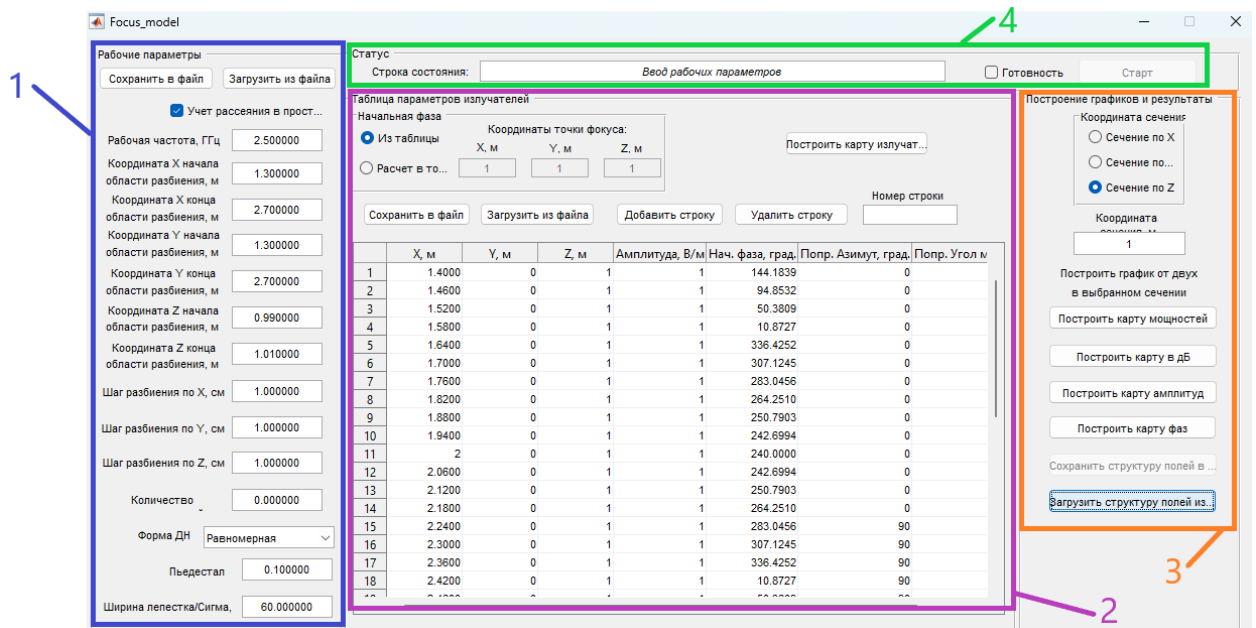 Focus_model
4
Рабочие параметры
Сохранить в файл Загрузить из файла
1
Учет рассеяния в прост...
Рабочая частота, ГГц 2.500000
Координата X начала
области разбиения, м 1.300000
Координата X конца
области разбиения, м 2.700000
Координата Y начала
области разбиения, м 1.300000
Координата Y конца
области разбиения, м 2.700000
Координата Z начала
области разбиения, м 0.990000
Координата Z конца
области разбиения, м 1.010000
Шаг разбиения по X, см 1.000000
Шаг разбиения по Y, см 1.000000
Шаг разбиения по Z, см 1.000000
Количество 0.000000
Форма ДН Равномерная
Пьедестал 0.100000
Ширина лепестка/Сигма, 60.000000
Статус
Строка состояния: Ввод рабочих параметров Готовность Старт
Таблица параметров излучателей
Начальная фаза
Из таблицы Координаты точки фокуса:
X, м Y, м Z, м
Расчет в то... 1 1 1
Построить карту излучат...
Номер строки
Сохранить в файл Загрузить из файла Добавить строку Удалить строку
X, м Y, м Z, м Амплитуда, В/м Нач. фаза, град. Попр. Азимут, град. Попр. Угол м
1 1.4000 0 1 1 144.1839 0
2 1.4600 0 1 1 94.8532 0
3 1.5200 0 1 1 50.3809 0
4 1.5800 0 1 1 10.8727 0
5 1.6400 0 1 1 336.4252 0
6 1.7000 0 1 1 307.1245 0
7 1.7600 0 1 1 283.0456 0
8 1.8200 0 1 1 264.2510 0
9 1.8800 0 1 1 250.7903 0
10 1.9400 0 1 1 242.6994 0
11 2 0 1 1 240.0000 0
12 2.0600 0 1 1 242.6994 0
13 2.1200 0 1 1 250.7903 0
14 2.1800 0 1 1 264.2510 0
15 2.2400 0 1 1 283.0456 90
16 2.3000 0 1 1 307.1245 90
17 2.3600 0 1 1 336.4252 90
18 2.4200 0 1 1 10.8727 90
2
Построение графиков и результаты
Координата сечения
Сечение по X
Сечение по...
Сечение по Z
Координата
1
Построить график от двух
в выбранном сечении
Построить карту мощностей
Построить карту в дБ
Построить карту амплитуд
Построить карту фаз
Сохранить структуру полей в ...
Загрузить структуру полей из...
3